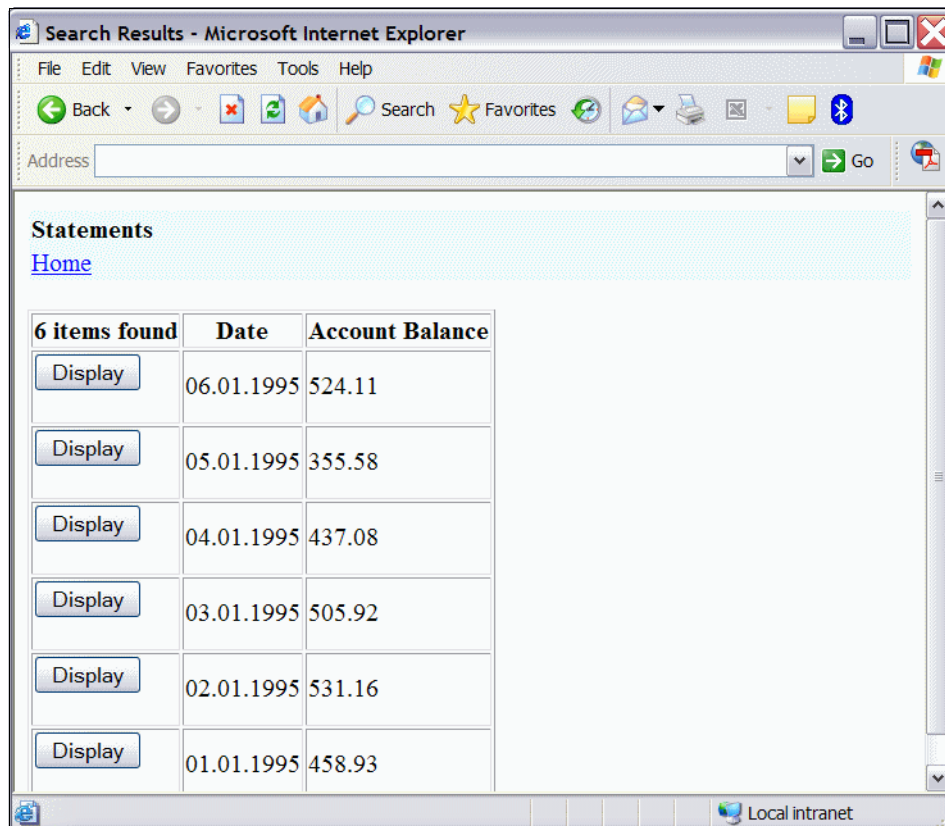 Search Results - Microsoft Internet Explorer
File Edit View Favorites Tools Help
Back Search Favorites
Address Go
Statements
Home
6 items found Date Account Balance
Display 06.01.1995 524.11
Display 05.01.1995 355.58
Display 04.01.1995 437.08
Display 03.01.1995 505.92
Display 02.01.1995 531.16
Display 01.01.1995 458.93
Local intranet